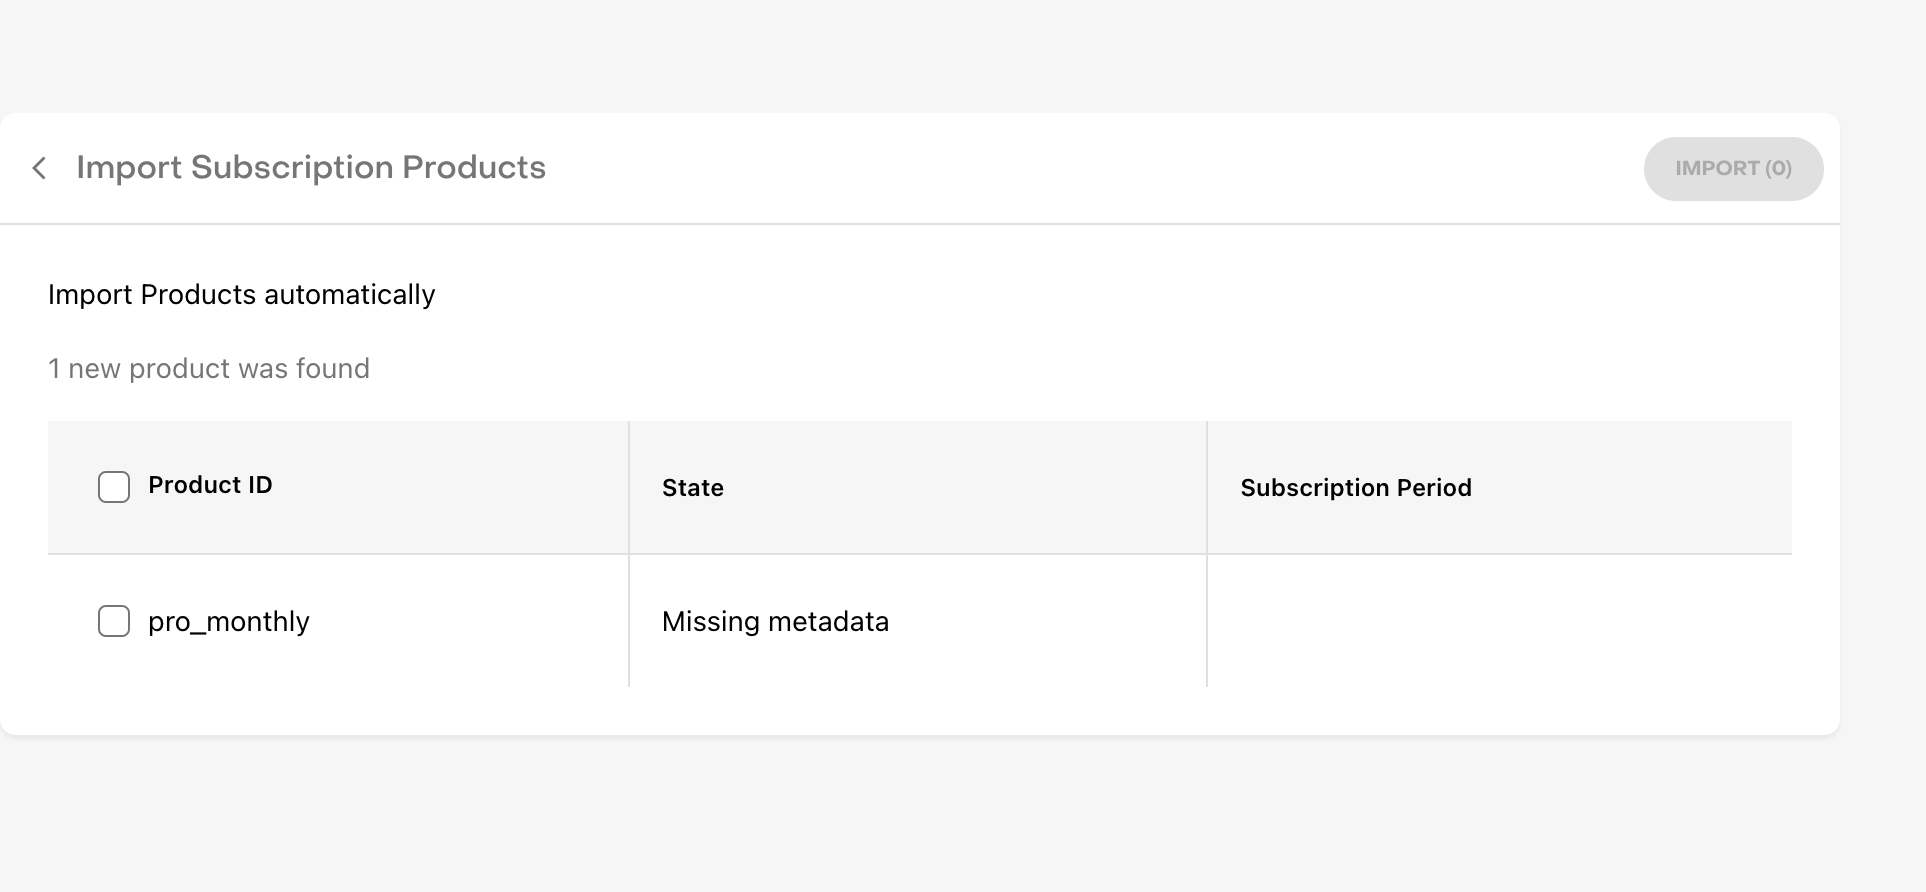 Import Subscription Products
IMPORT (0)
Import Products automatically
1 new product was found
Product ID
State
Subscription Period
pro_monthly
Missing metadata